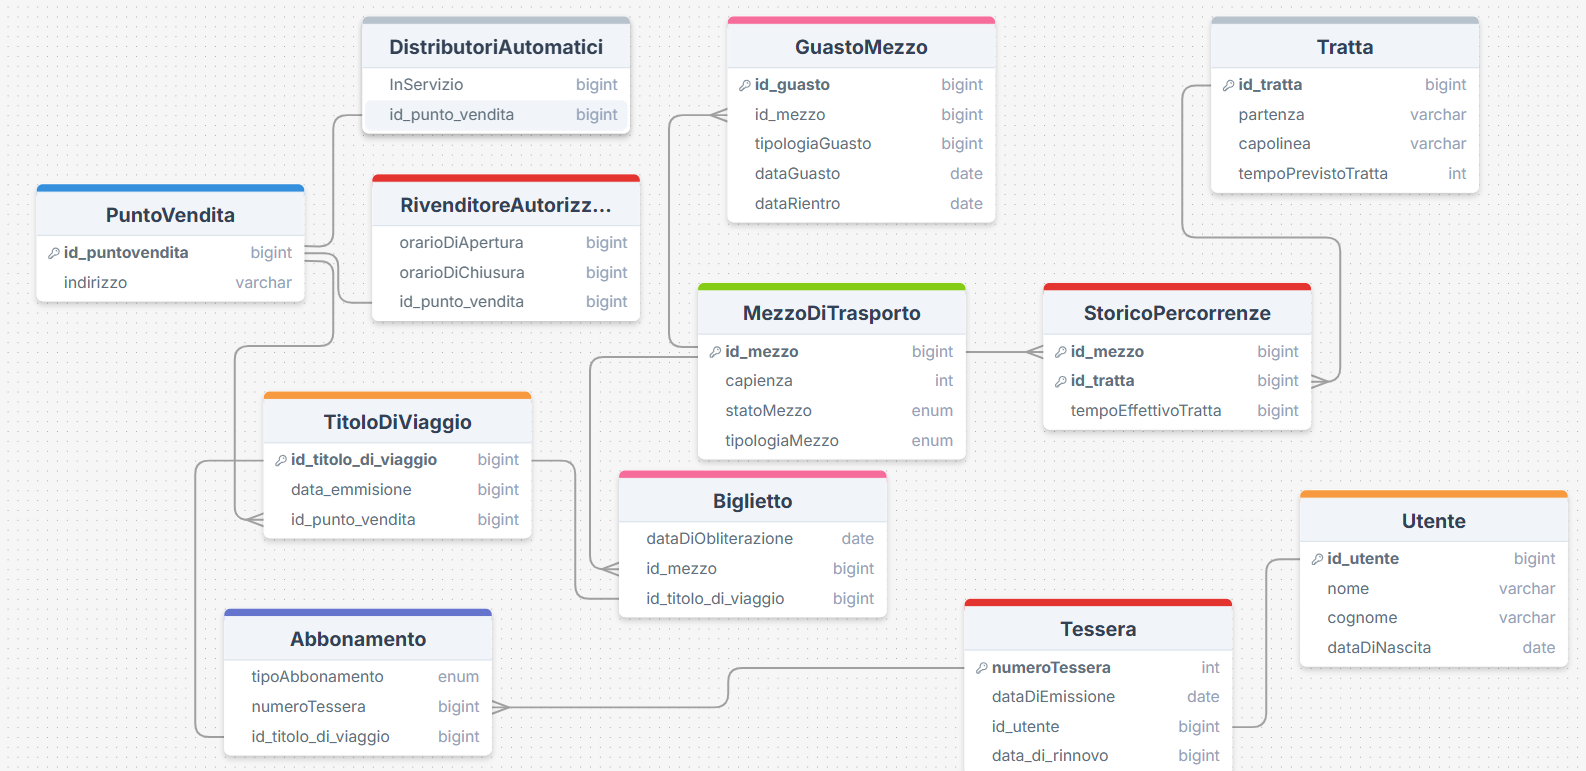 DistribütoriAutomatici
InServizio bigint
id_punto_vendita bigint
GuastoMezzo
id_guasto bigint
id_mezzo bigint
tipologiaGuasto bigint
dataGuasto date
dataRientro date
Tratta
id_tratta bigint
partenza varchar
capolinea varchar
tempoPrevistoTratta int
PuntoVendita
id_puntovendita bigint
indirizzo varchar
RivenditoreAutorizz...
orarioDiApertura bigint
orarioDiChiusura bigint
id_punto_vendita bigint
MezzoDiTrasporto
id_mezzo bigint
capienza int
statoMezzo enum
tipologiaMezzo enum
StoricoPercorrenze
id_mezzo bigint
id_tratta bigint
tempoEffettivoTratta bigint
TitoloDiViaggio
id_titolo_di_viaggio bigint
data_emmisione bigint
id_punto_vendita bigint
Biglietto
dataDiObliterazione date
id_mezzo bigint
id_titolo_di_viaggio bigint
Utente
id_utente bigint
nome varchar
cognome varchar
dataDiNascita date
Abbonamento
tipoAbbonamento enum
numeroTessera bigint
id_titolo_di_viaggio bigint
Tessera
numeroTessera int
dataDiEmissione date
id_utente bigint
data_di_rinnovo bigint